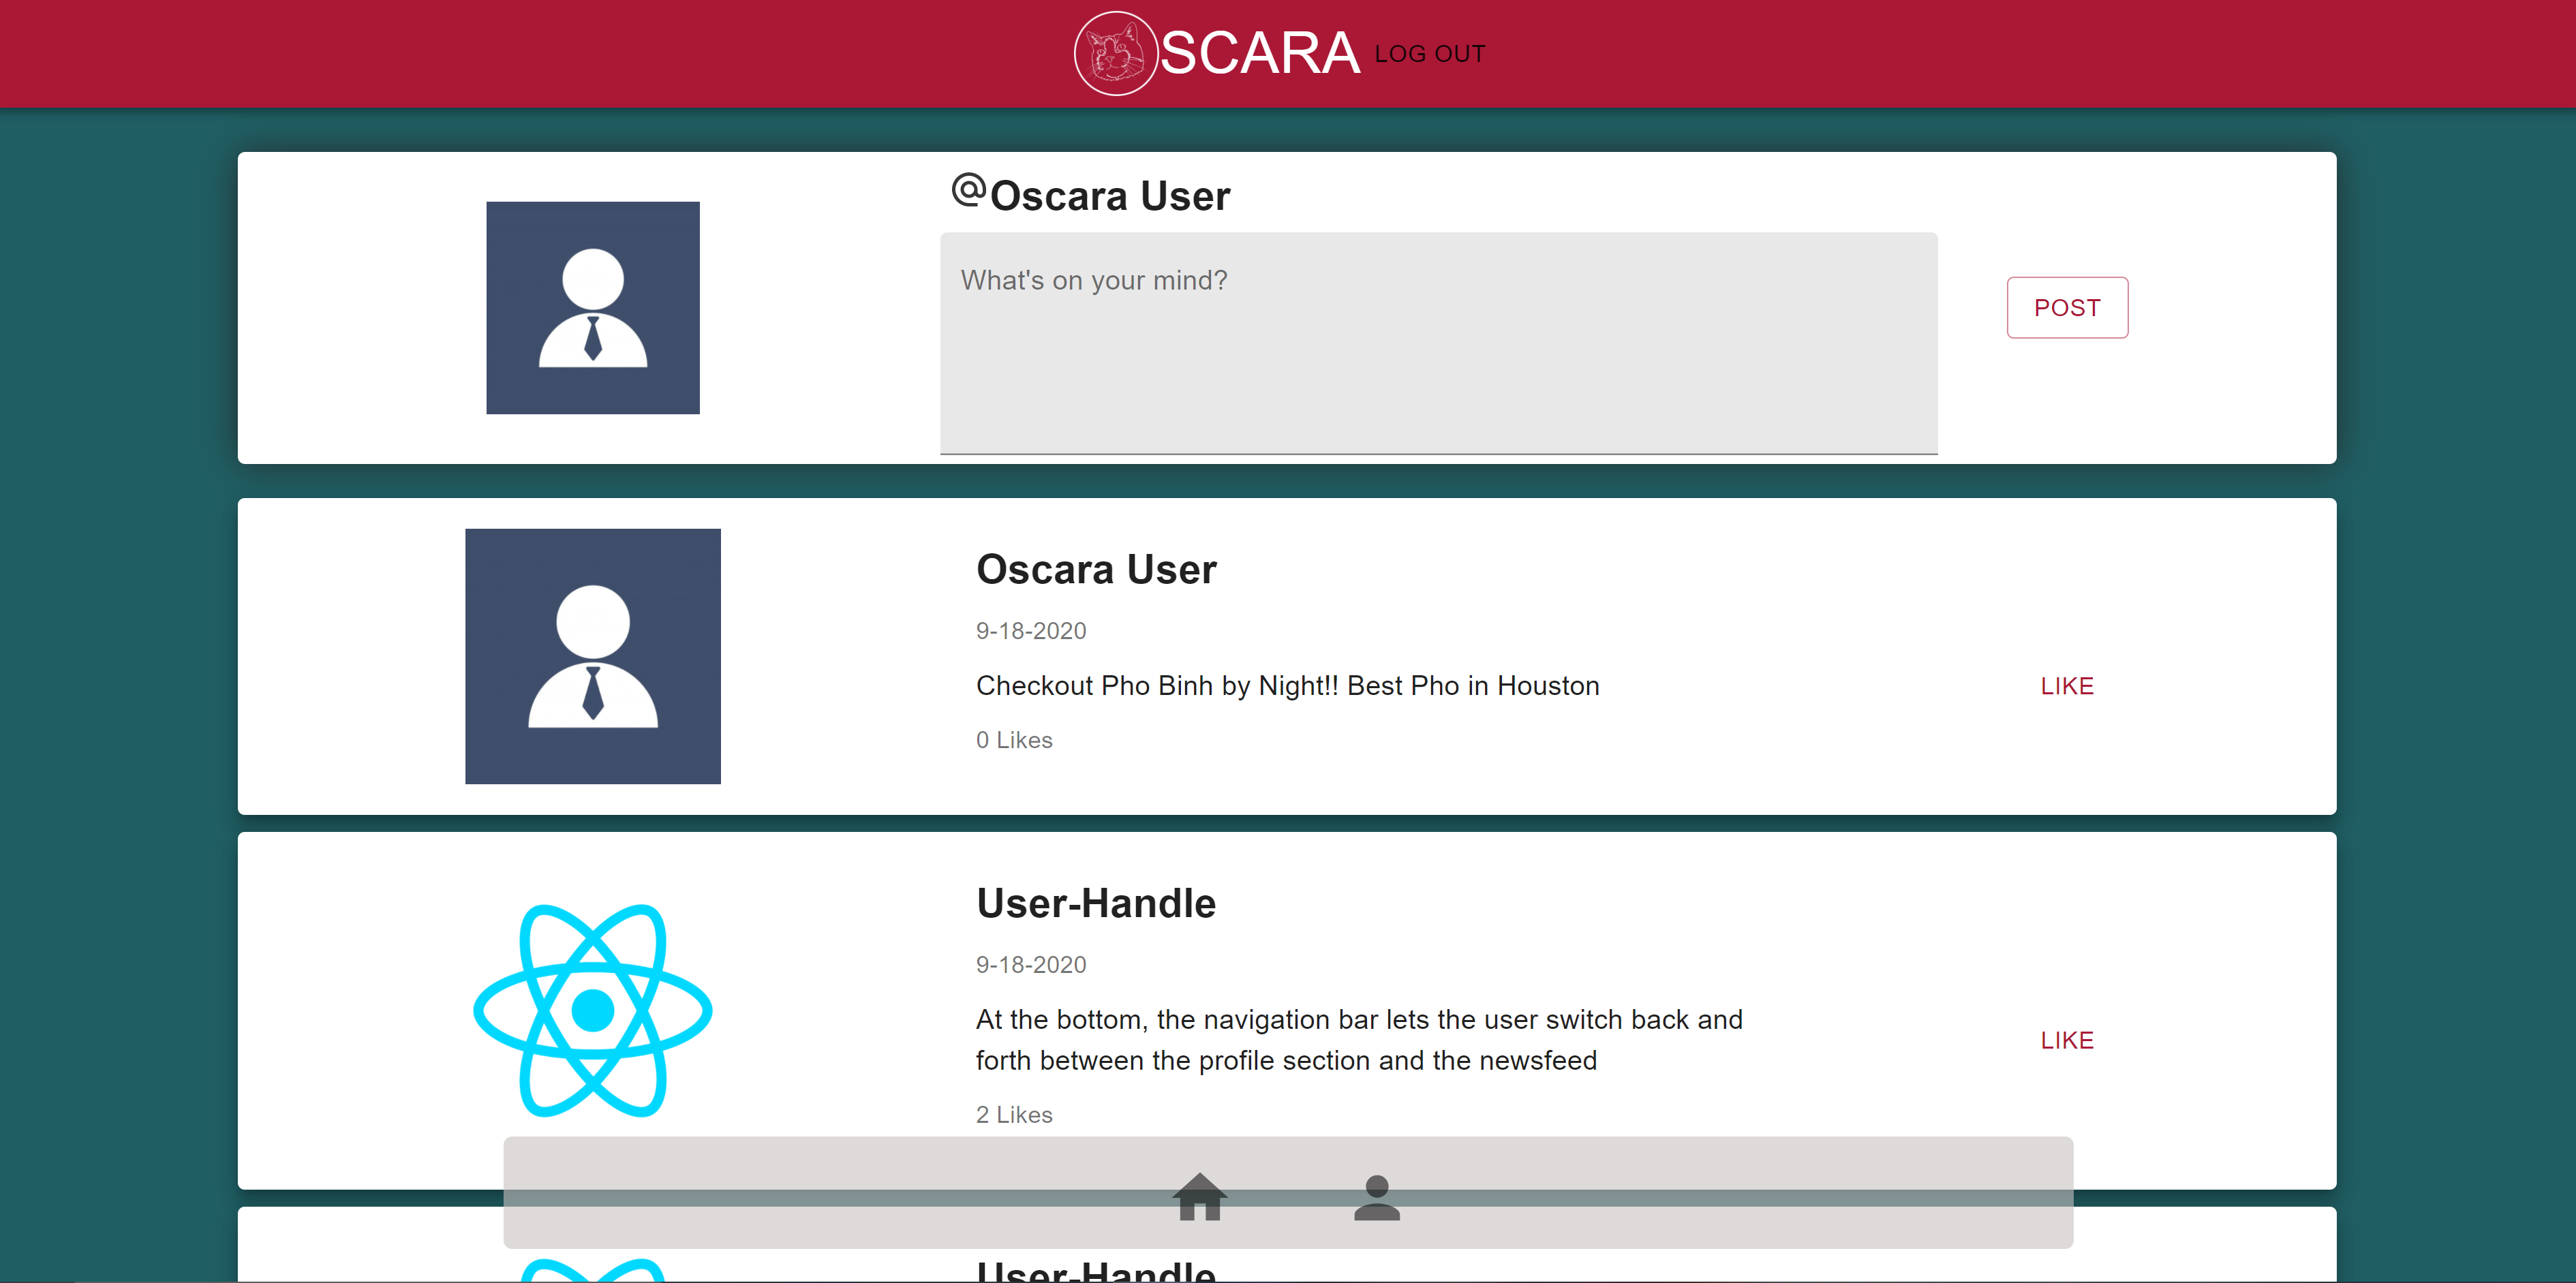 SCARA LOG OUT
@Oscara User
What's on your mind?
POST
Oscara User
9-18-2020
Checkout Pho Binh by Night!! Best Pho in Houston
LIKE
0 Likes
User-Handle
9-18-2020
At the bottom, the navigation bar lets the user switch back and
forth between the profile section and the newsfeed
LIKE
2 Likes
User-Handle